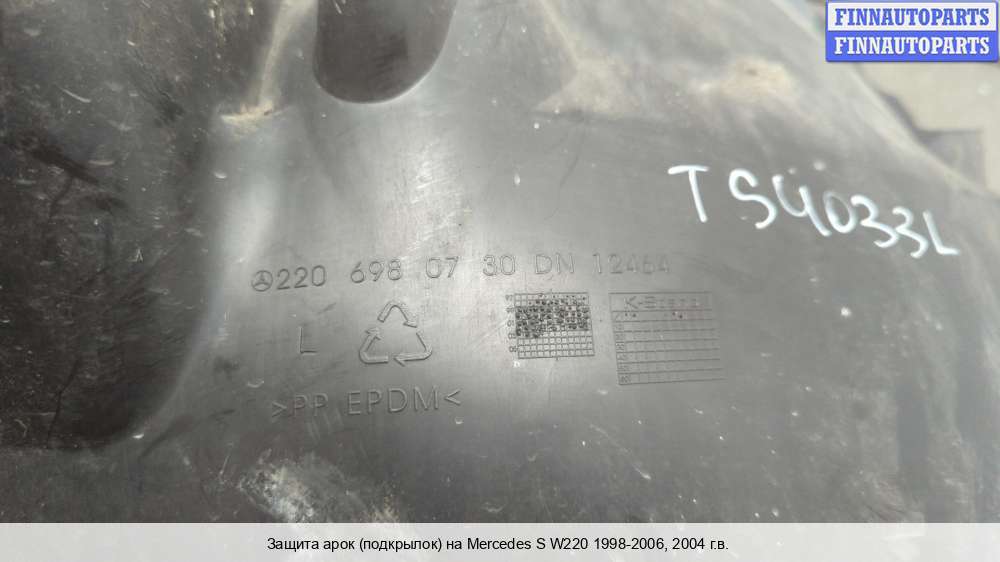 FINNAUTOPARTS
FINNAUTOPARTS
TS4033L
220 698 07 30 DN 12464
L
>PP EPDM<
Защита арок (подкрылок) на Mercedes S W220 1998-2006, 2004 г.в.